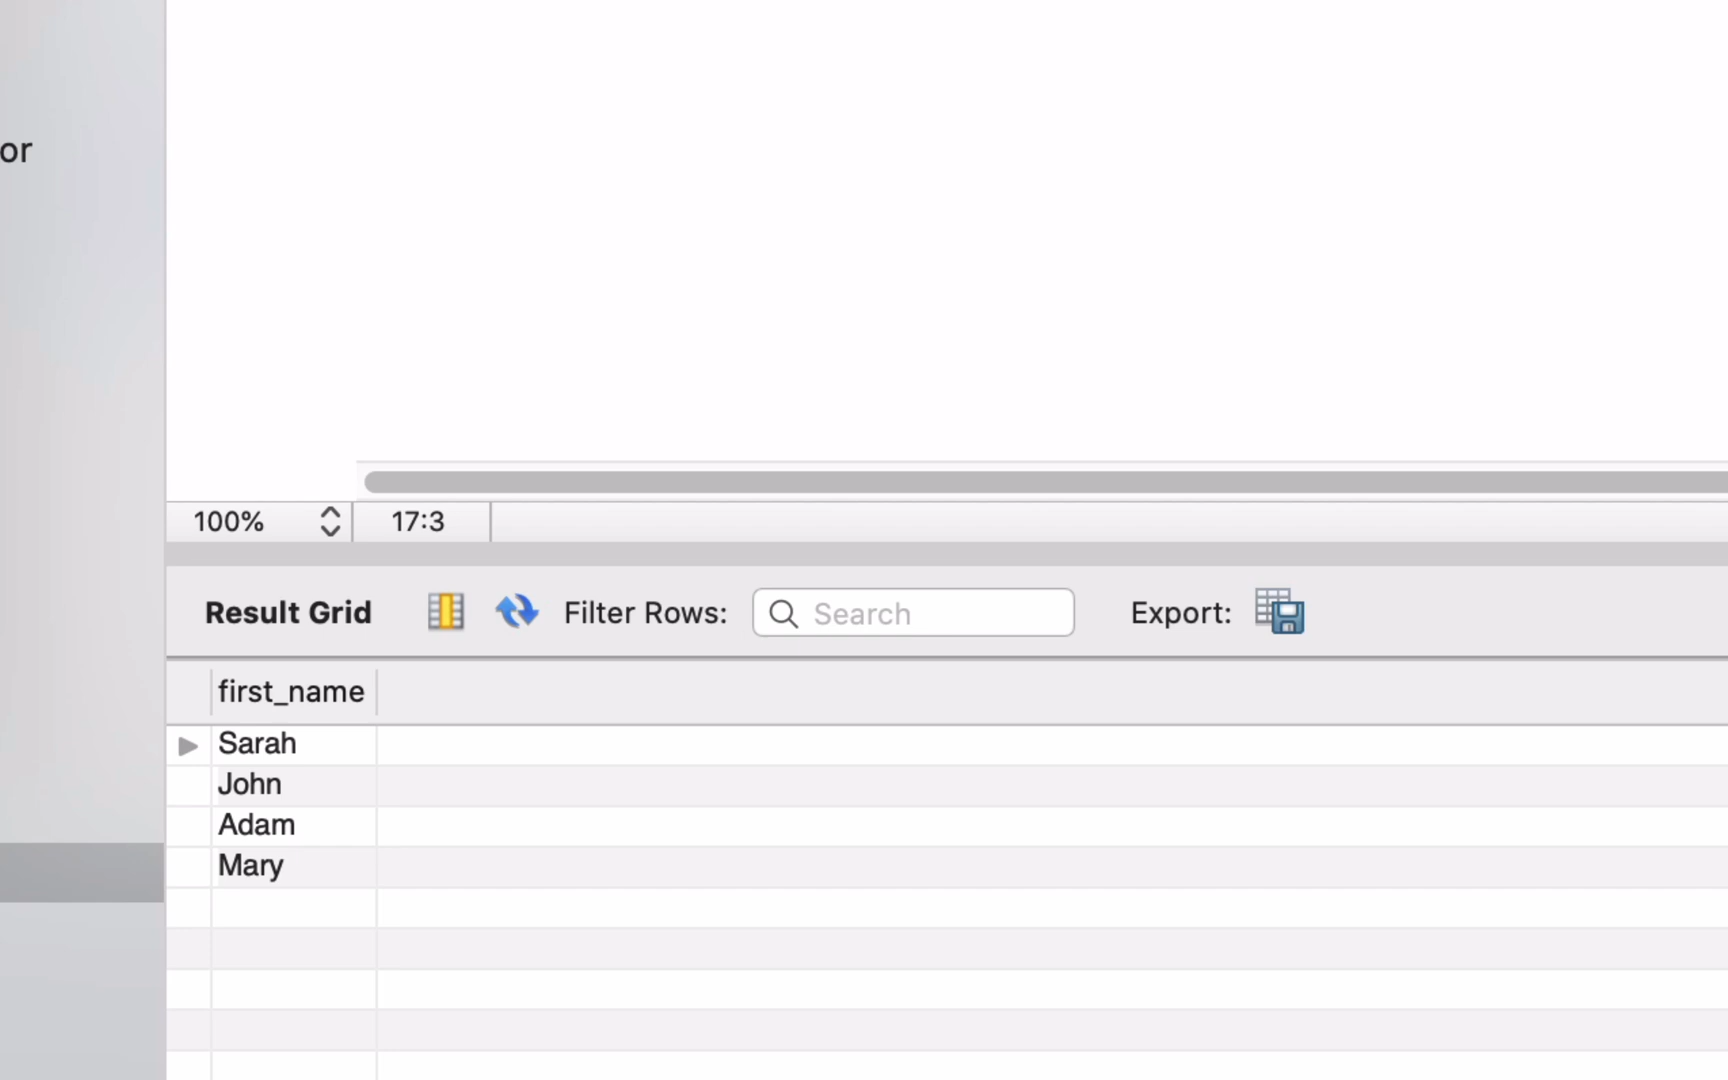 or
100% 17:3
Result Grid Filter Rows: Search Export:
first_name
Sarah
John
Adam
Mary